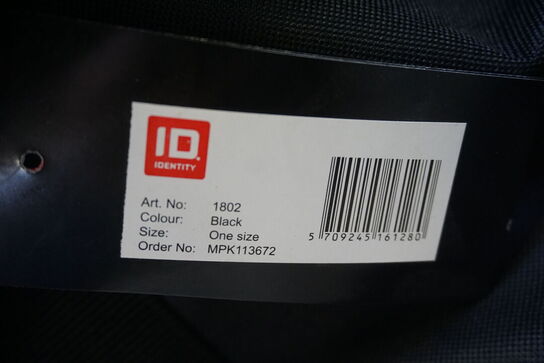 ID
IDENTITY
Art. No: 1802
Colour: Black
Size: One size
Order No: MPK113672
5 709245 161280